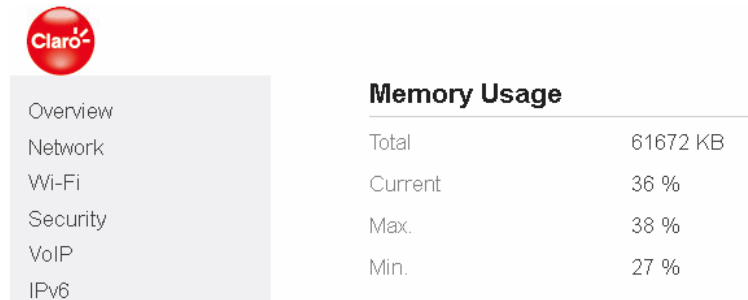 Claro
Overview
Network
Wi-Fi
Security
VoIP
IPv6
Memory Usage
Total 61672 KB
Current 36 %
Max. 38 %
Min. 27 %